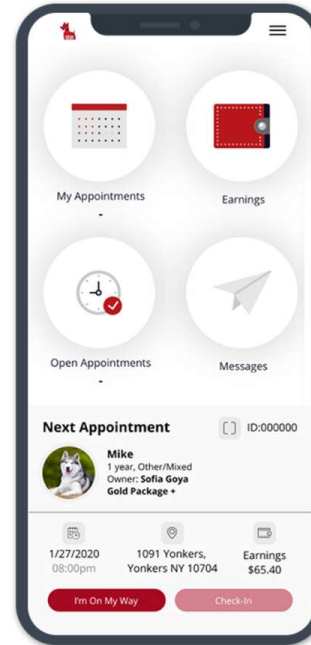 My Appointments
-
Earnings
Open Appointments
-
Messages
Next Appointment
ID:000000
Mike
1 year, Other/Mixed
Owner: Sofia Goya
Gold Package +
1/27/2020
08:00pm
1091 Yonkers,
Yonkers NY 10704
Earnings
$65.40
I'm On My Way
Check-In